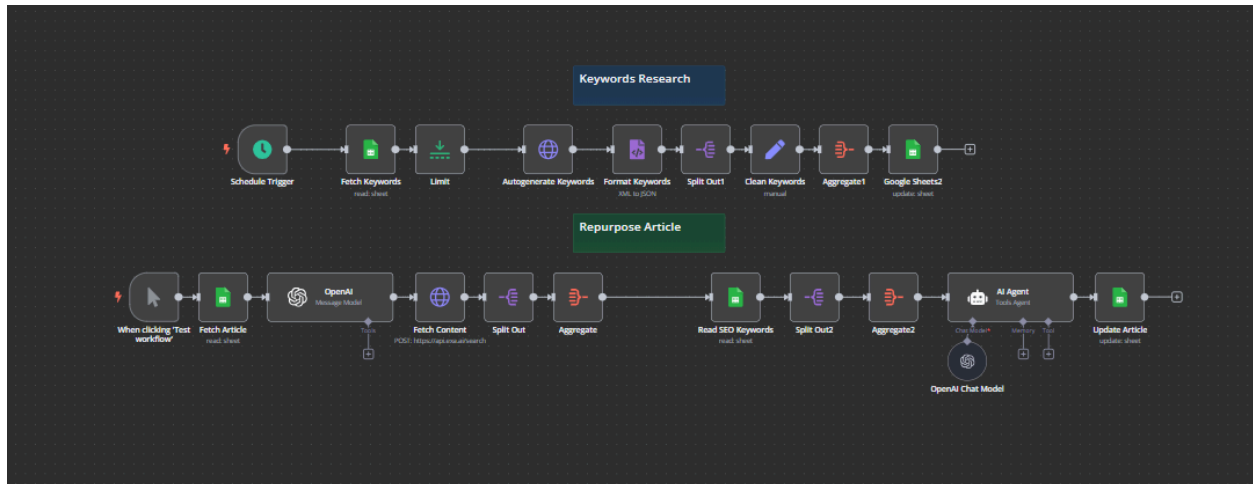 Keywords Research
Schedule Trigger
Fetch Keywords
read: sheet
Limit
Autogenerate Keywords
Format Keywords
XML to JSON
Split Out1
Clean Keywords
manual
Aggregate1
Google Sheets2
update: sheet
Repurpose Article
When clicking 'Test
workflow'
Fetch Article
read: sheet
OpenAI
Message Model
Tools
Fetch Content
POST: https://api.exa.ai/search
Split Out
Aggregate
Read SEO Keywords
read: sheet
Split Out2
Aggregate2
AI Agent
Tools Agent
Chat Model*
Memory
Tool
OpenAI Chat Model
Update Article
update: sheet